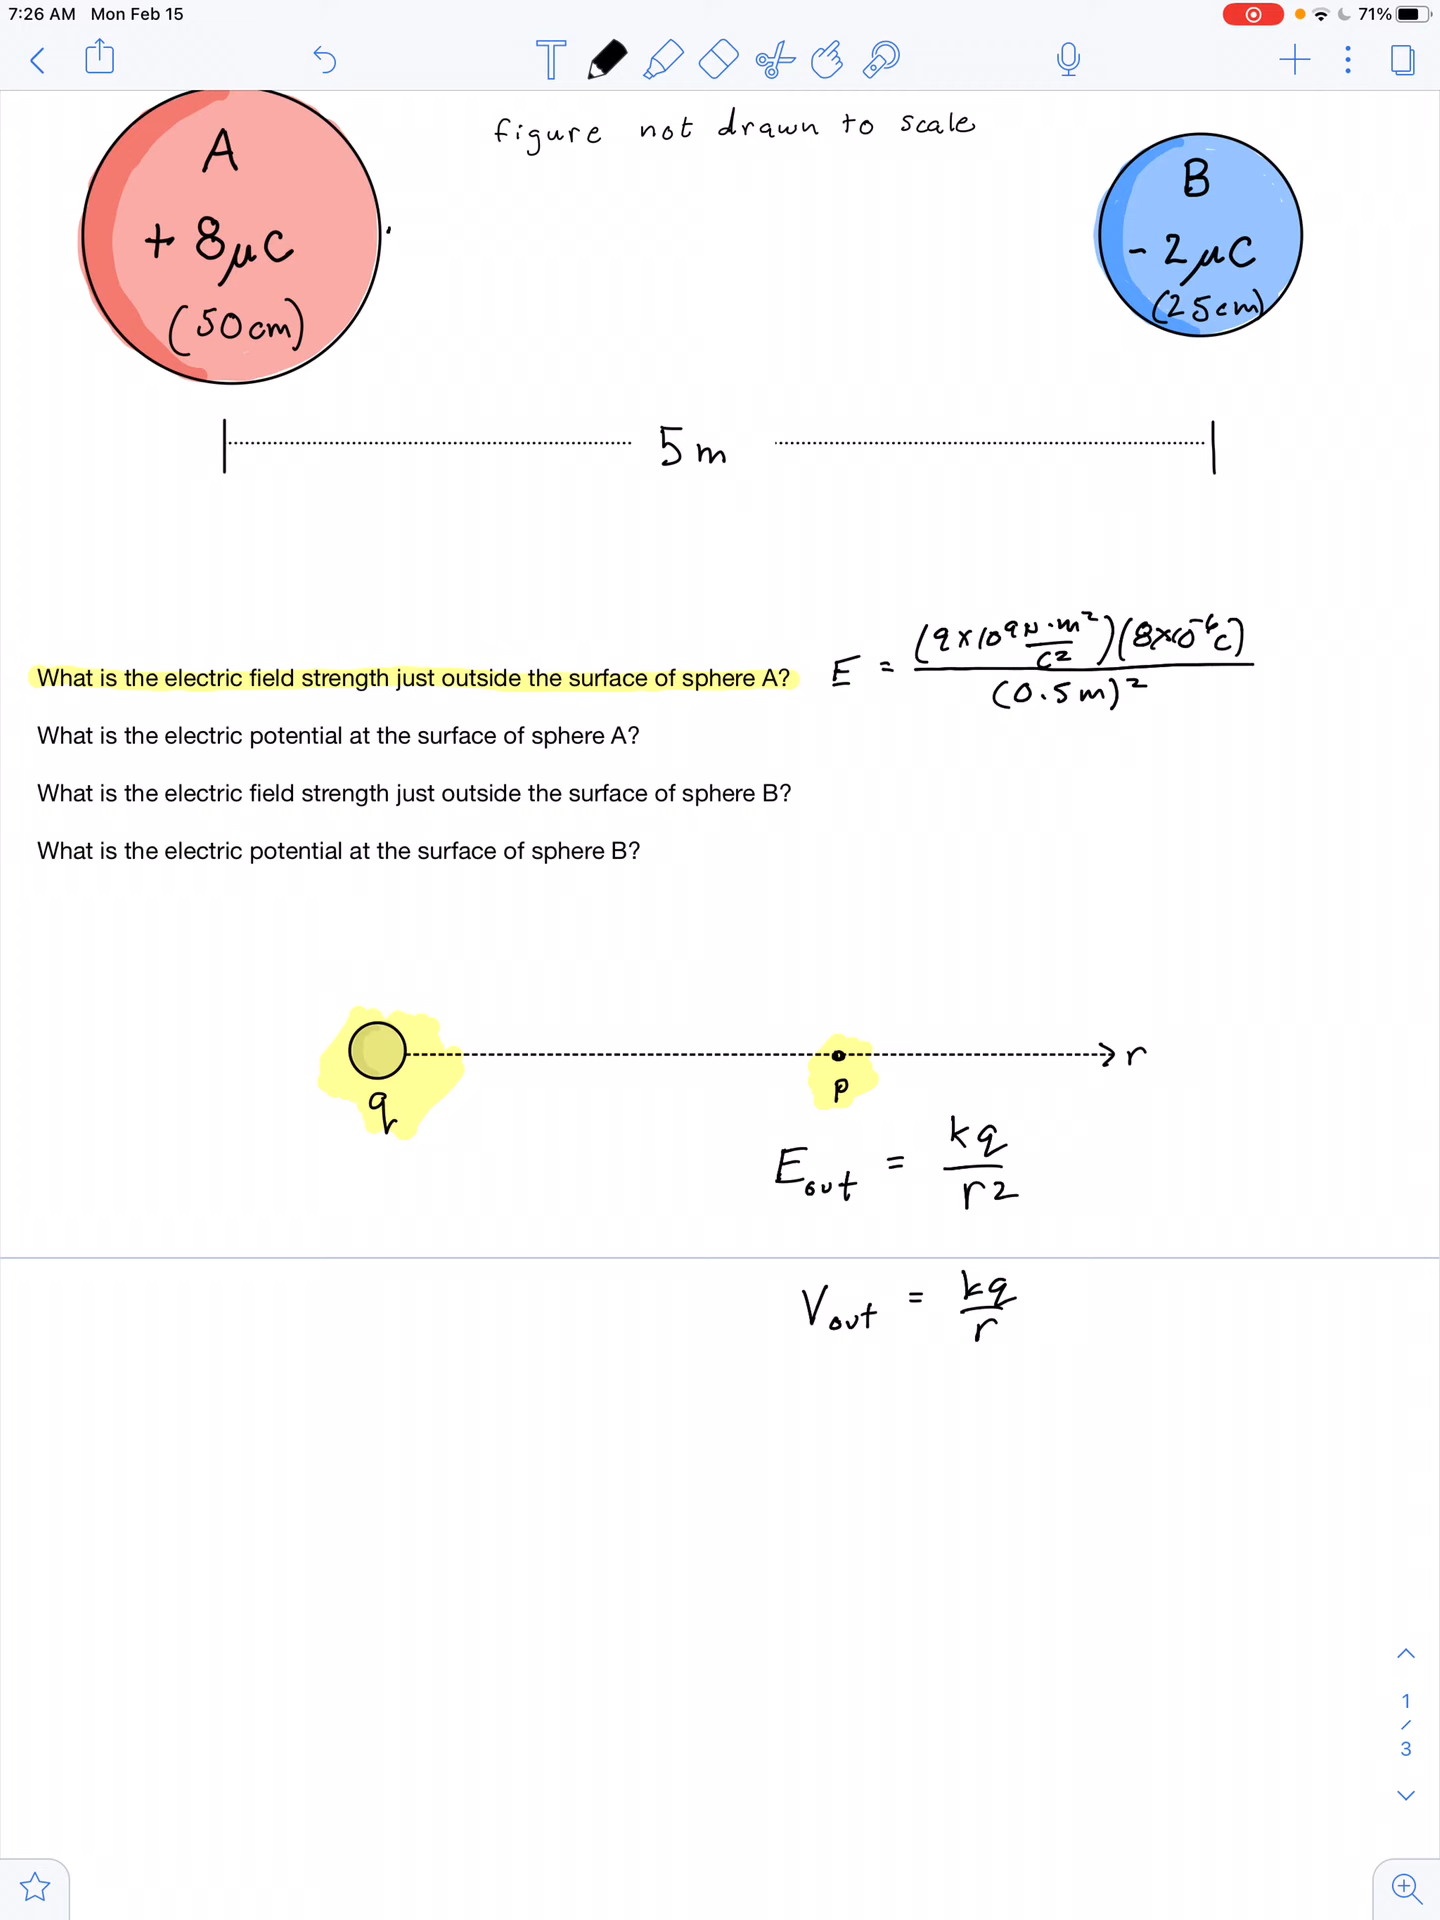 7:26 AM Mon Feb 15 71%
T
figure not drawn to scale
A
+ 8μC
(50cm)
B
- 2μC
(25cm)
5 m
What is the electric field strength just outside the surface of sphere A?
E = (9×10⁹ N·m²/C²)(8×10⁻⁶C) / (0.5m)²
What is the electric potential at the surface of sphere A?
What is the electric field strength just outside the surface of sphere B?
What is the electric potential at the surface of sphere B?
r
q
p
E_out = kq / r²
V_out = kq / r
1
/
3